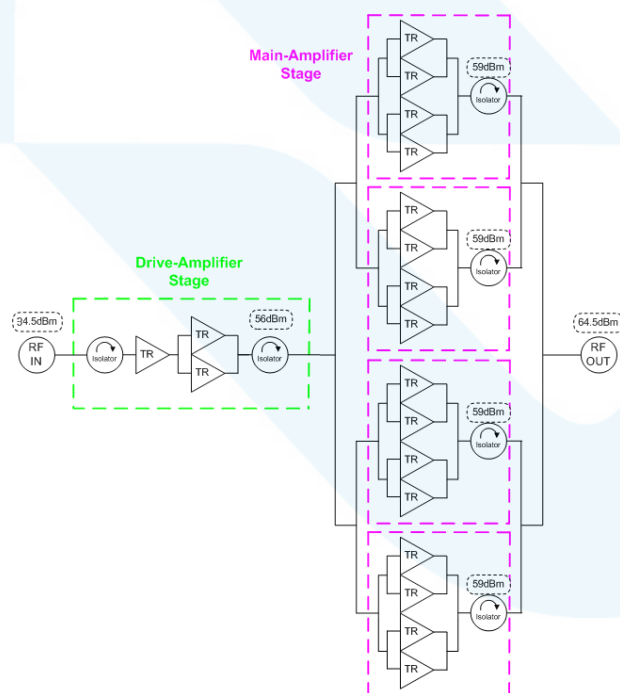 Main-Amplifier
Stage
TR
TR
TR
TR
59dBm
Isolator
TR
TR
TR
TR
59dBm
Isolator
Drive-Amplifier
Stage
34.5dBm
RF
IN
Isolator
TR
TR
TR
56dBm
Isolator
64.5dBm
RF
OUT
TR
TR
TR
TR
59dBm
Isolator
TR
TR
TR
TR
59dBm
Isolator